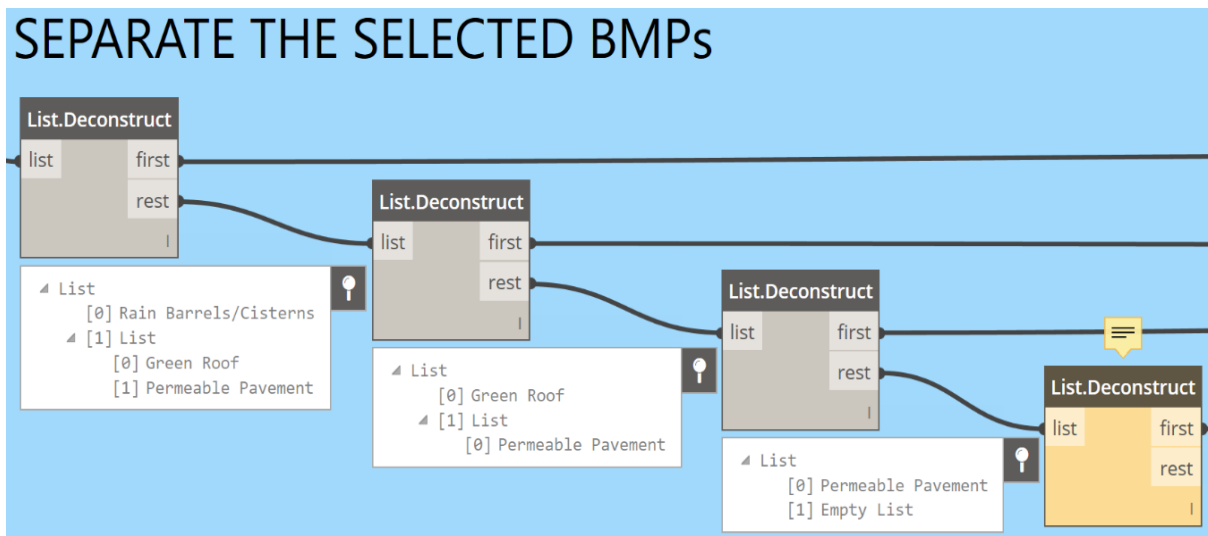 SEPARATE THE SELECTED BMPs
List.Deconstruct
list first
rest
List
[0] Rain Barrels/Cisterns
[1] List
[0] Green Roof
[1] Permeable Pavement
List.Deconstruct
list first
rest
List
[0] Green Roof
[1] List
[0] Permeable Pavement
List.Deconstruct
list first
rest
List
[0] Permeable Pavement
[1] Empty List
List.Deconstruct
list first
rest